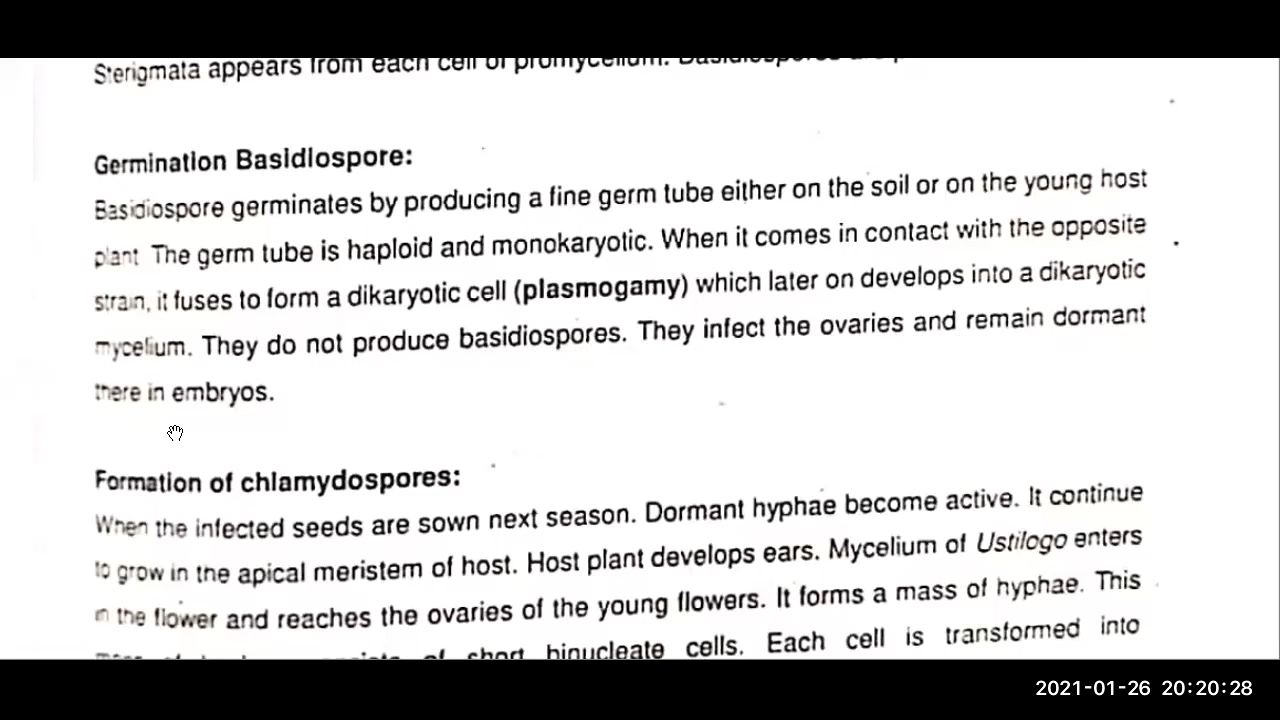 Sterigmata appears from each cell of promycelium.
Germination Basidiospore:
Basidiospore germinates by producing a fine germ tube either on the soil or on the young host
plant The germ tube is haploid and monokaryotic. When it comes in contact with the opposite
strain, it fuses to form a dikaryotic cell (plasmogamy) which later on develops into a dikaryotic
mycelium. They do not produce basidiospores. They infect the ovaries and remain dormant
there in embryos.
Formation of chlamydospores:
When the infected seeds are sown next season. Dormant hyphae become active. It continue
to grow in the apical meristem of host. Host plant develops ears. Mycelium of Ustilogo enters
in the flower and reaches the ovaries of the young flowers. It forms a mass of hyphae. This
of short binucleate cells. Each cell is transformed into
2021-01-26 20:20:28